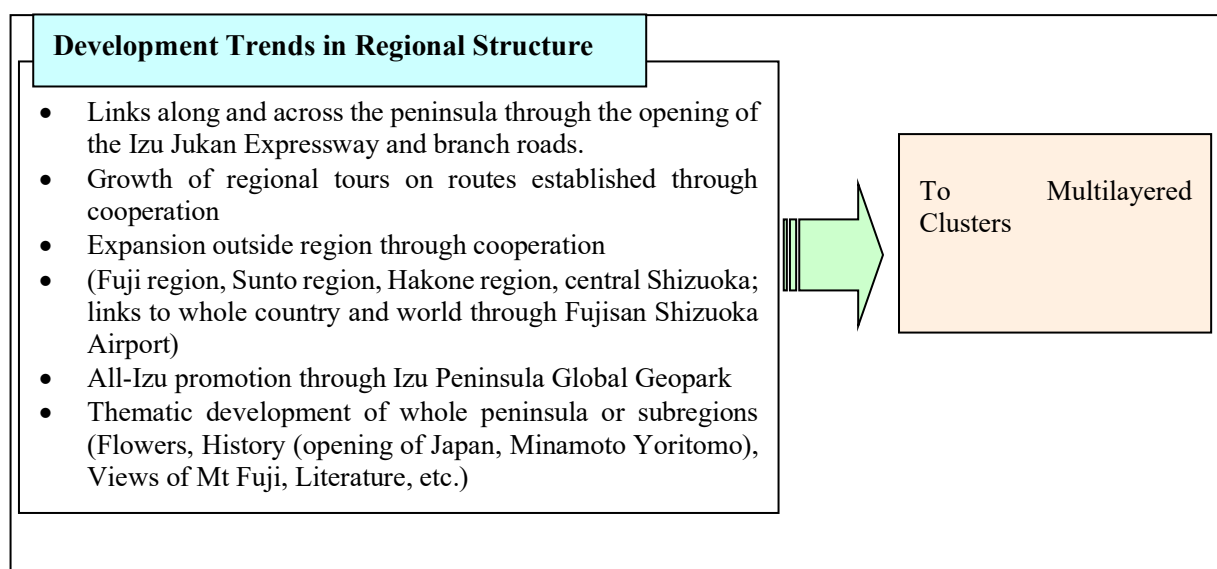 Development Trends in Regional Structure
• Links along and across the peninsula through the opening of
the Izu Jukan Expressway and branch roads.
• Growth of regional tours on routes established through
cooperation
• Expansion outside region through cooperation
• (Fuji region, Sunto region, Hakone region, central Shizuoka;
links to whole country and world through Fujisan Shizuoka
Airport)
• All-Izu promotion through Izu Peninsula Global Geopark
• Thematic development of whole peninsula or subregions
(Flowers, History (opening of Japan, Minamoto Yoritomo),
Views of Mt Fuji, Literature, etc.)
To Multilayered
Clusters